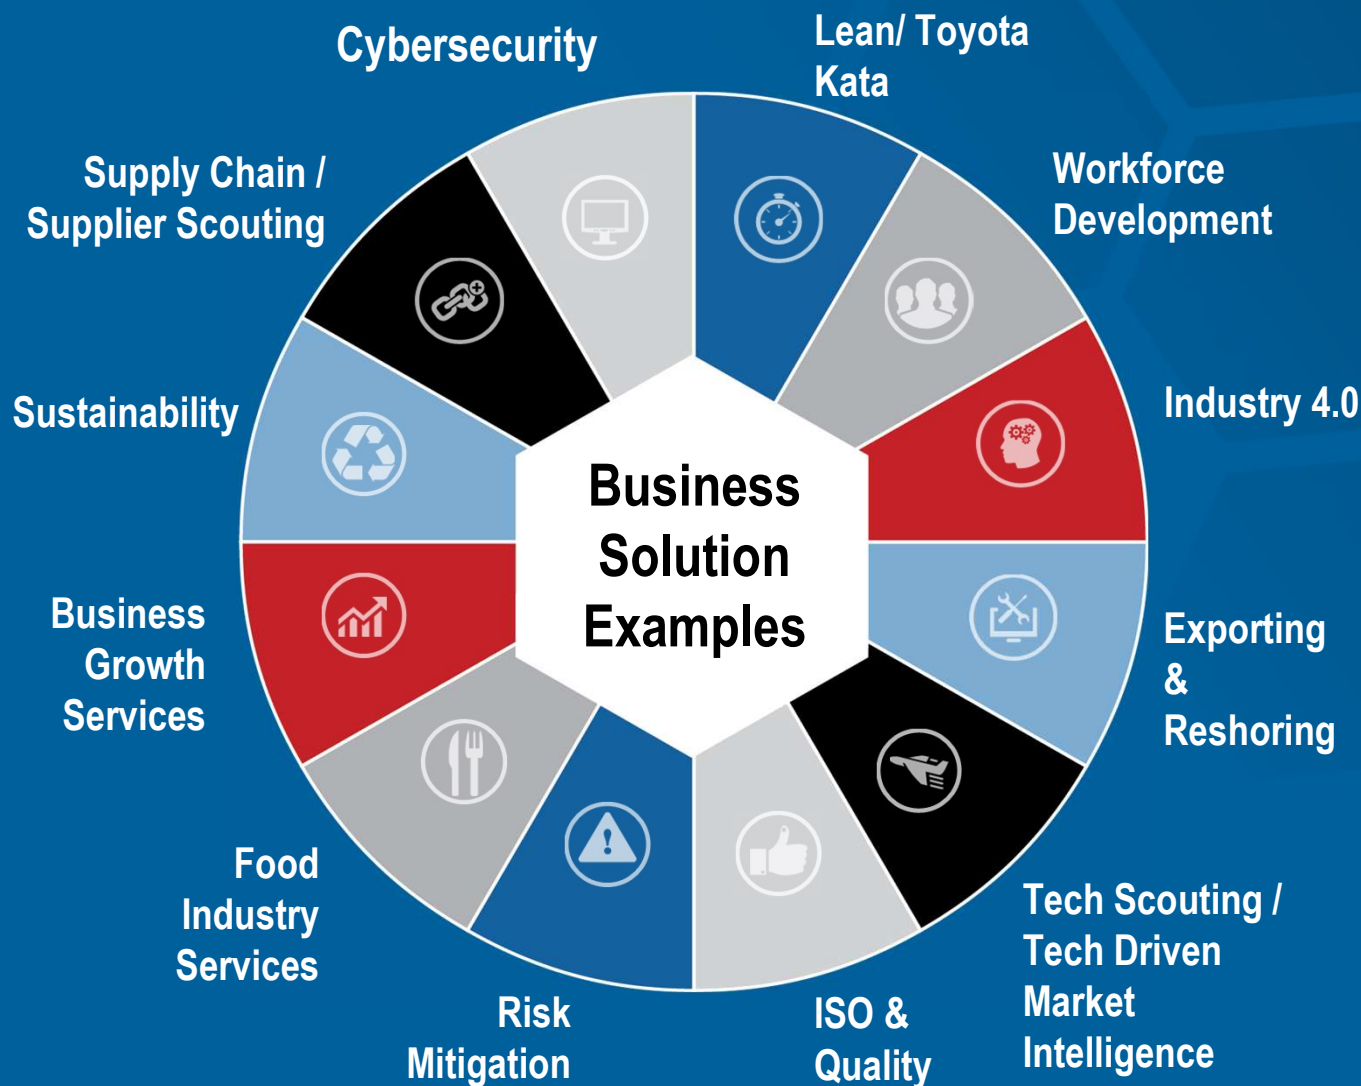 Cybersecurity
Lean/ Toyota
Kata
Workforce
Development
Industry 4.0
Exporting
&
Reshoring
Tech Scouting /
Tech Driven
Market
Intelligence
ISO &
Quality
Risk
Mitigation
Food
Industry
Services
Business
Growth
Services
Sustainability
Supply Chain /
Supplier Scouting
Business
Solution
Examples